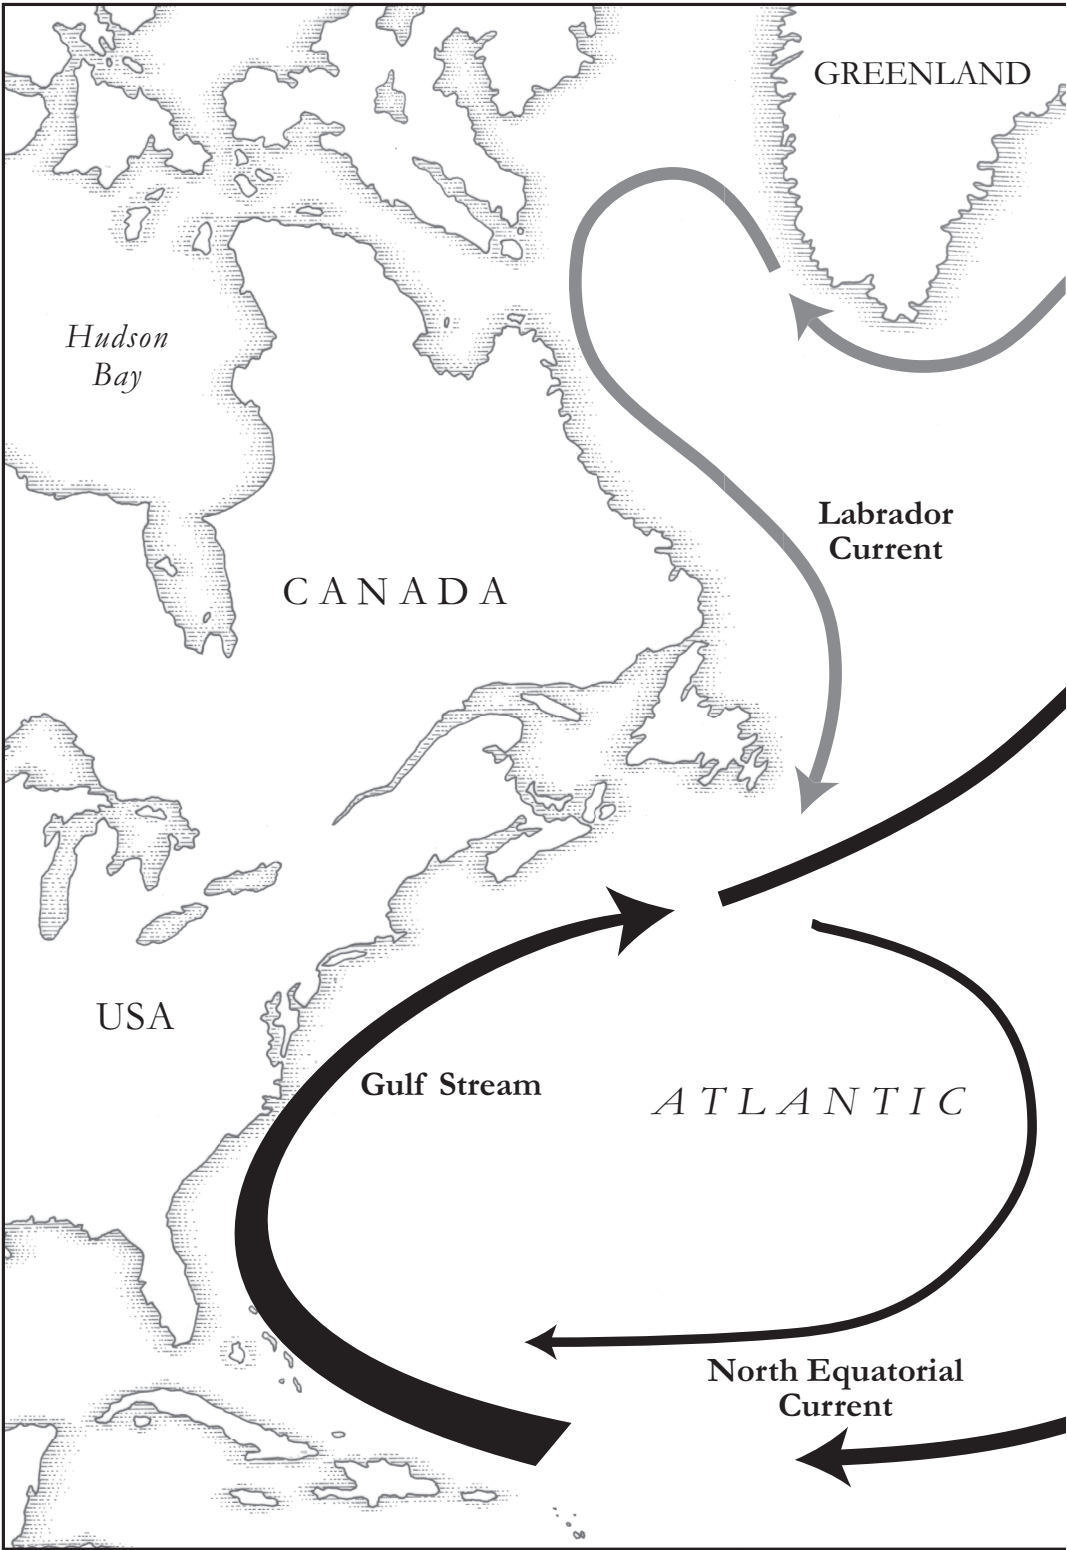 GREENLAND
Hudson
Bay
Labrador
Current
CANADA
USA
Gulf Stream
ATLANTIC
North Equatorial
Current